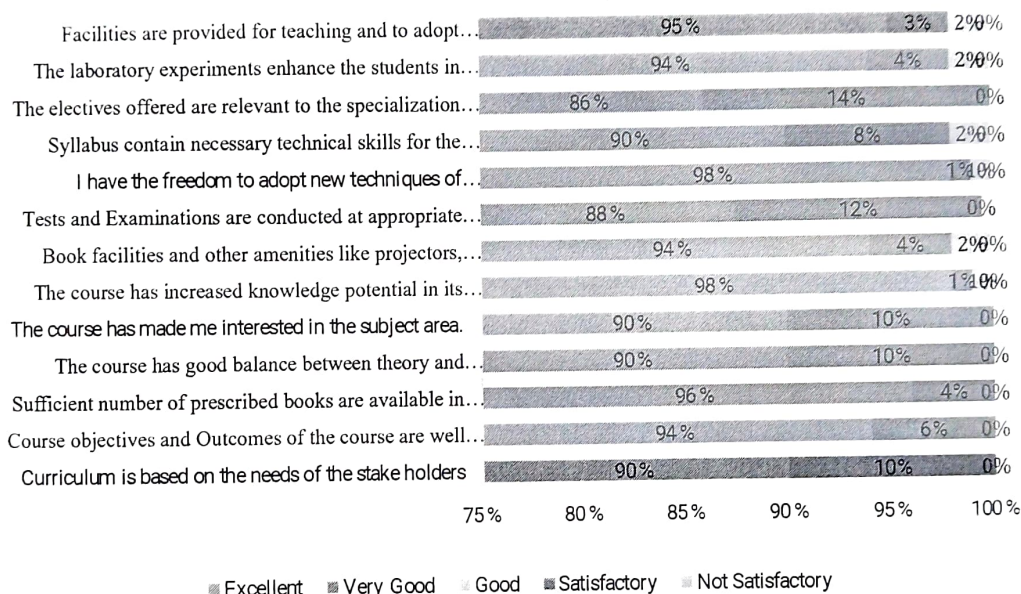 Facilities are provided for teaching and to adopt... 95% 3% 2% 0%
The laboratory experiments enhance the students in... 94% 4% 2% 0%
The electives offered are relevant to the specialization... 86% 14% 0%
Syllabus contain necessary technical skills for the... 90% 8% 2% 0%
I have the freedom to adopt new techniques of... 98% 1% 1% 0%
Tests and Examinations are conducted at appropriate... 88% 12% 0%
Book facilities and other amenities like projectors,... 94% 4% 2% 0%
The course has increased knowledge potential in its... 98% 1% 1% 0%
The course has made me interested in the subject area. 90% 10% 0%
The course has good balance between theory and... 90% 10% 0%
Sufficient number of prescribed books are available in... 96% 4% 0%
Course objectives and Outcomes of the course are well... 94% 6% 0%
Curriculum is based on the needs of the stake holders 90% 10% 0%
75% 80% 85% 90% 95% 100%
Excellent Very Good Good Satisfactory Not Satisfactory